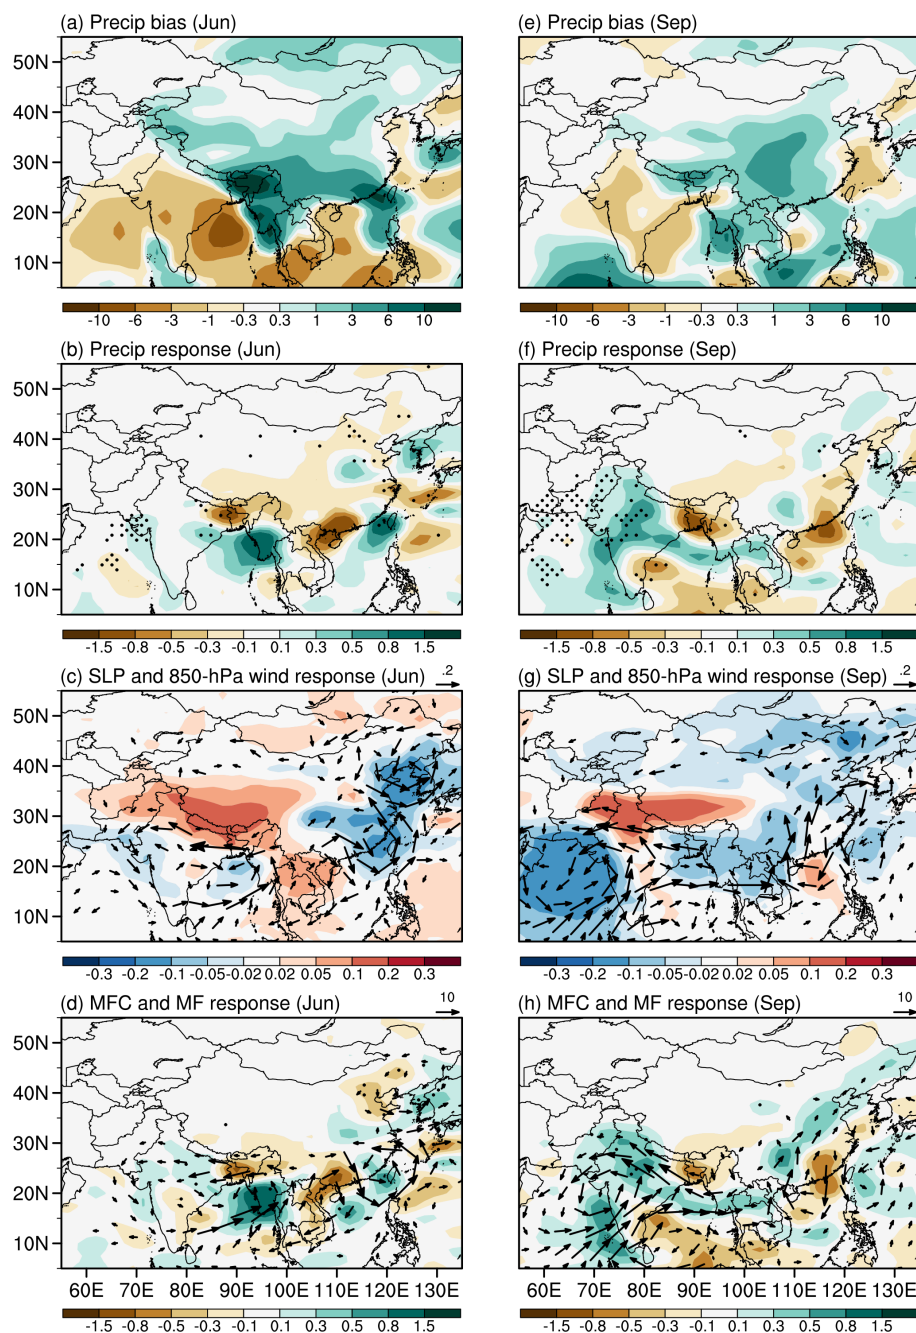 (a) Precip bias (Jun)
50N
40N
30N
20N
10N
-10 -6 -3 -1 -0.3 0.3 1 3 6 10
(b) Precip response (Jun)
50N
40N
30N
20N
10N
-1.5 -0.8 -0.5 -0.3 -0.1 0.1 0.3 0.5 0.8 1.5
(c) SLP and 850-hPa wind response (Jun) .2
50N
40N
30N
20N
10N
-0.3 -0.2 -0.1 -0.05 -0.02 0.02 0.05 0.1 0.2 0.3
(d) MFC and MF response (Jun) 10
50N
40N
30N
20N
10N
60E 70E 80E 90E 100E 110E 120E 130E
-1.5 -0.8 -0.5 -0.3 -0.1 0.1 0.3 0.5 0.8 1.5
(e) Precip bias (Sep)
-10 -6 -3 -1 -0.3 0.3 1 3 6 10
(f) Precip response (Sep)
-1.5 -0.8 -0.5 -0.3 -0.1 0.1 0.3 0.5 0.8 1.5
(g) SLP and 850-hPa wind response (Sep) .2
-0.3 -0.2 -0.1 -0.05 -0.02 0.02 0.05 0.1 0.2 0.3
(h) MFC and MF response (Sep) 10
60E 70E 80E 90E 100E 110E 120E 130E
-1.5 -0.8 -0.5 -0.3 -0.1 0.1 0.3 0.5 0.8 1.5